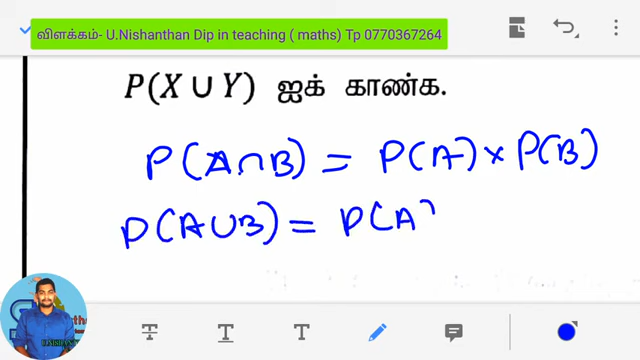 விளக்கம்- U.Nishanthan Dip in teaching ( maths) Tp 0770367264
P(X ∪ Y) ஐக் காண்க.
P(A∩B) = P(A) × P(B)
P(A∪B) = P(A)